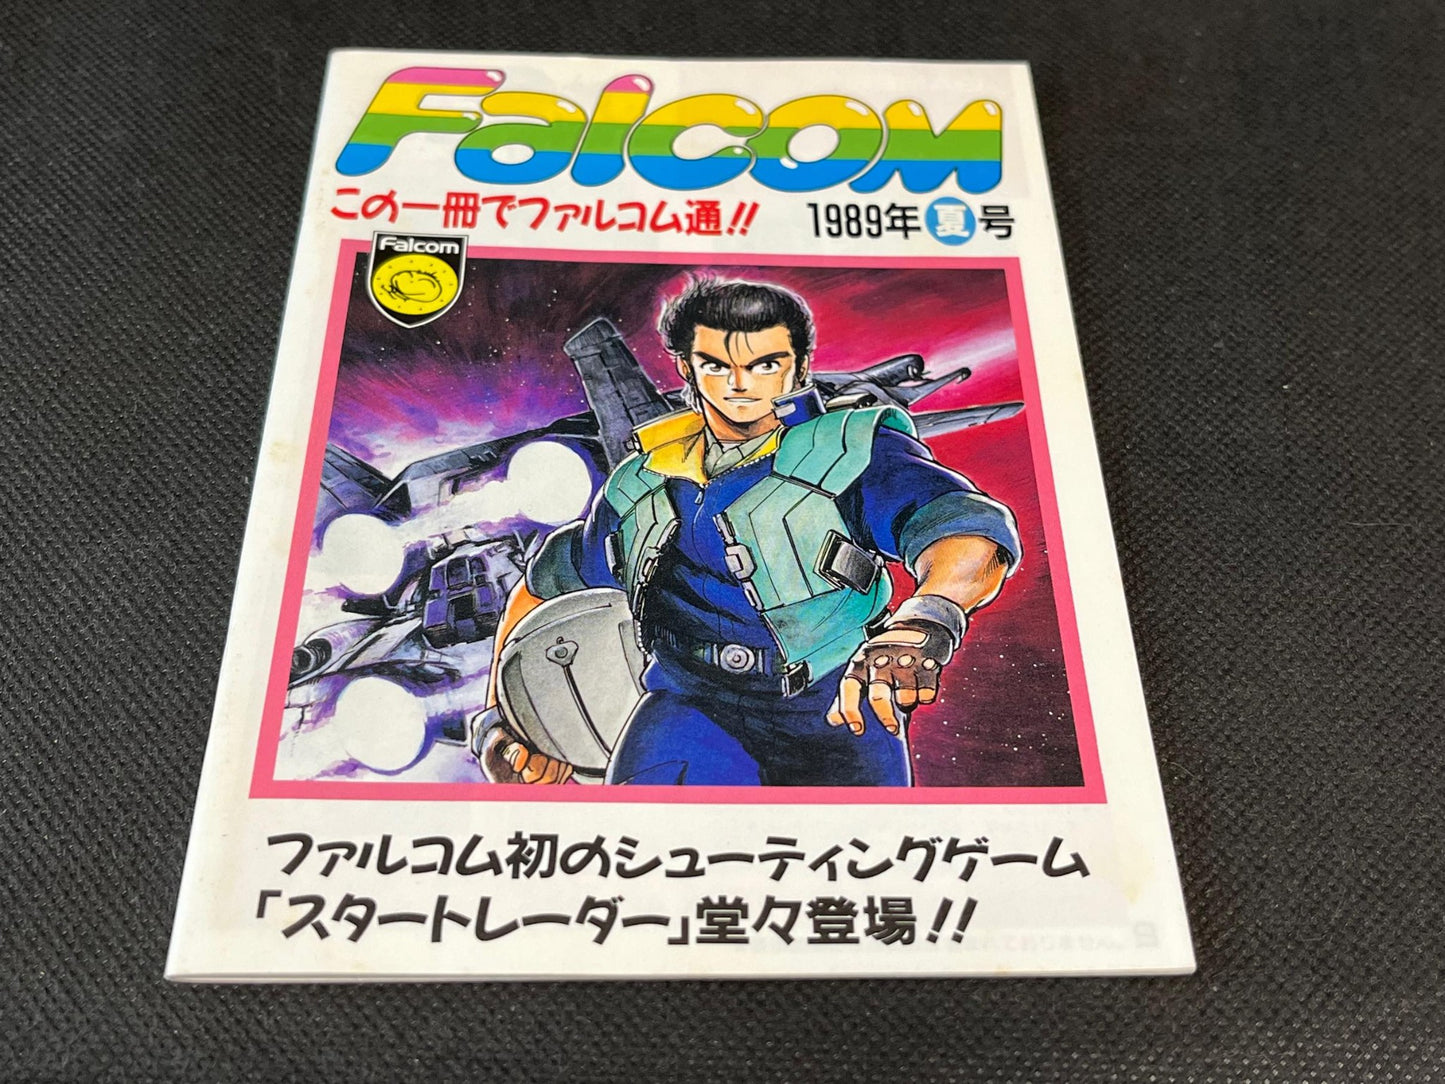 Falcom
この一冊でファルコム通!!
1989年夏号
Falcom
ファルコム初のシューティングゲーム
「スタートレーダー」堂々登場!!